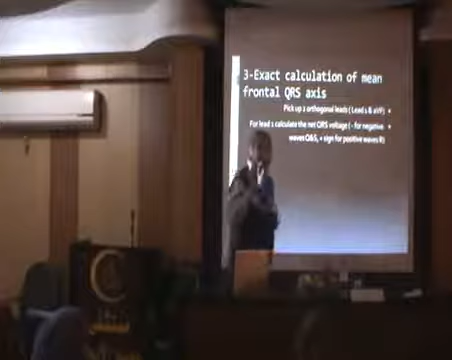 3-Exact calculation of mean
frontal QRS axis
Pick up 2 orthogonal leads ( Lead 1 & aVF) •
For lead 1 calculate the net QRS voltage ( - for negative •
waves Q&S, + sign for positive waves R)